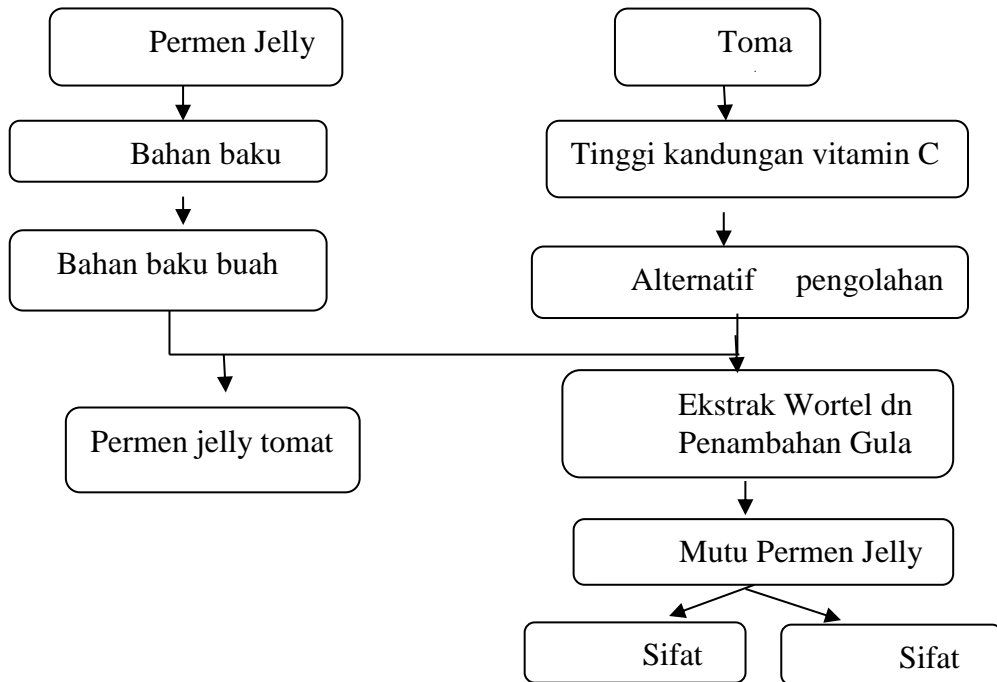 Permen Jelly
Toma
Bahan baku
Tinggi kandungan vitamin C
Bahan baku buah
Alternatif pengolahan
Permen jelly tomat
Ekstrak Wortel dn
Penambahan Gula
Mutu Permen Jelly
Sifat
Sifat